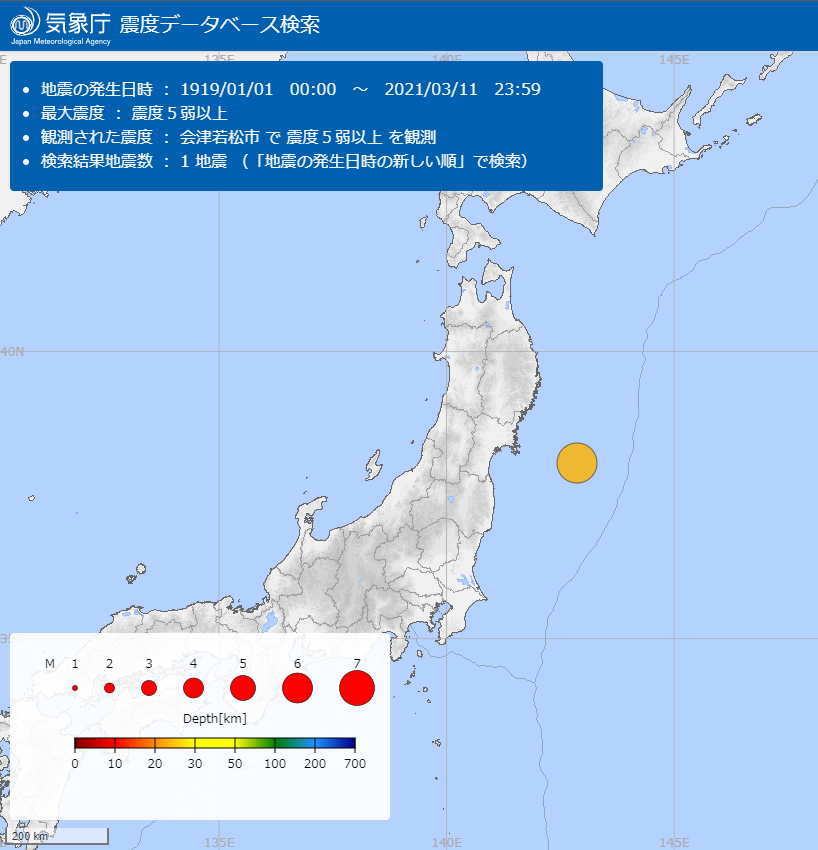 気象庁 震度データベース検索
Japan Meteorological Agency
135E 145E
• 地震の発生日時 ： 1919/01/01 00:00 ～ 2021/03/11 23:59
• 最大震度 ： 震度５弱以上
• 観測された震度 ： 会津若松市 で 震度５弱以上 を観測
• 検索結果地震数 ： 1 地震 （「地震の発生日時の新しい順」で検索）
40N
M 1 2 3 4 5 6 7
Depth[km]
0 10 20 30 50 100 200 700
200 km
135E 140E 145E